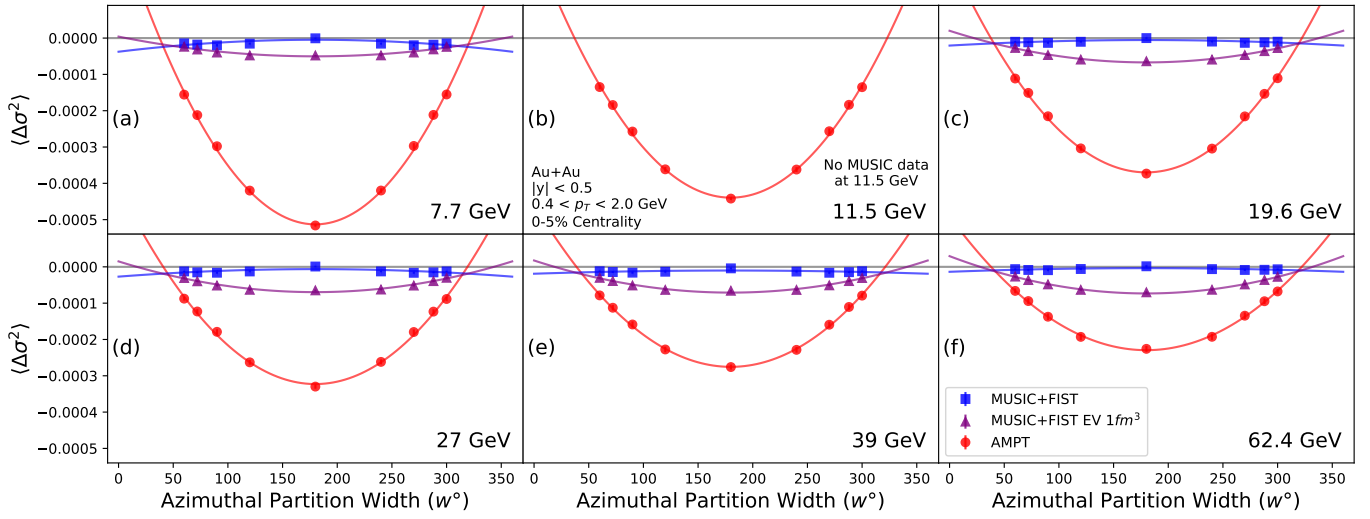 ⟨Δσ²⟩
0.0000
−0.0001
−0.0002
−0.0003
−0.0004
−0.0005
(a)
7.7 GeV
(b)
Au+Au
|y| < 0.5
0.4 < p_T < 2.0 GeV
0-5% Centrality
No MUSIC data
at 11.5 GeV
11.5 GeV
(c)
19.6 GeV
⟨Δσ²⟩
0.0000
−0.0001
−0.0002
−0.0003
−0.0004
−0.0005
(d)
27 GeV
(e)
39 GeV
(f)
MUSIC+FIST
MUSIC+FIST EV 1fm³
AMPT
62.4 GeV
0 50 100 150 200 250 300 350
0 50 100 150 200 250 300 350
0 50 100 150 200 250 300 350
Azimuthal Partition Width (w°)
Azimuthal Partition Width (w°)
Azimuthal Partition Width (w°)